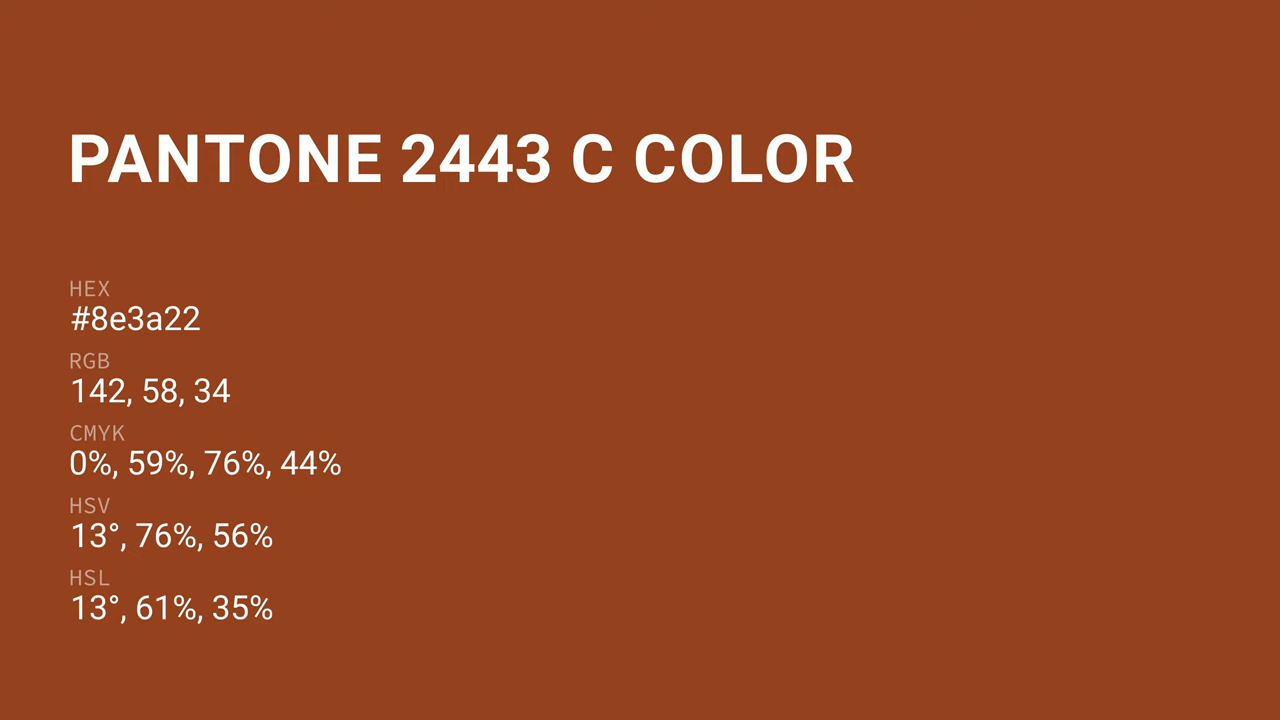 PANTONE 2443 C COLOR
HEX
#8e3a22
RGB
142, 58, 34
CMYK
0%, 59%, 76%, 44%
HSV
13°, 76%, 56%
HSL
13°, 61%, 35%